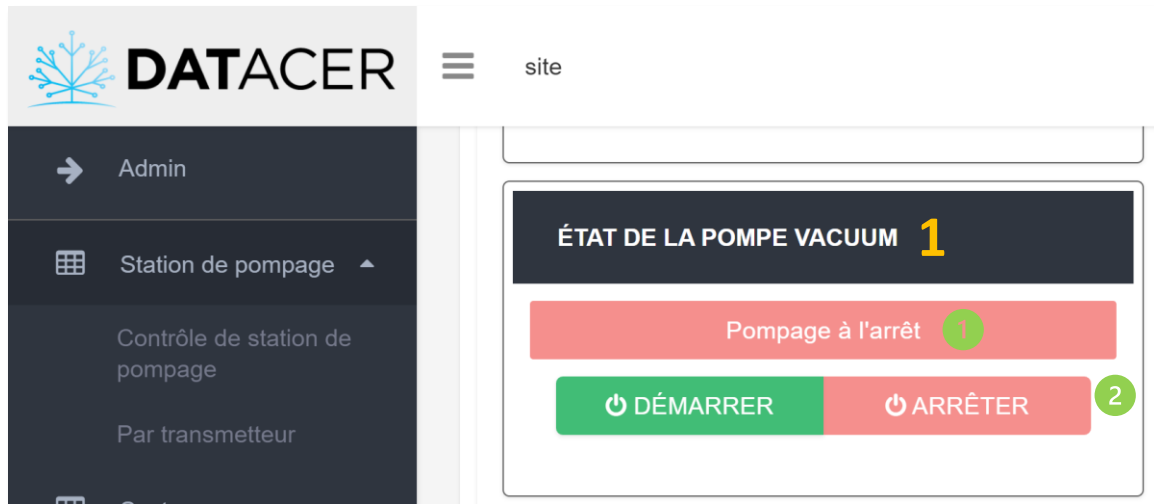 DATACER
site
Admin
Station de pompage
Contrôle de station de
pompage
Par transmetteur
ÉTAT DE LA POMPE VACUUM 1
Pompage à l'arrêt 1
DÉMARRER
ARRÊTER
2